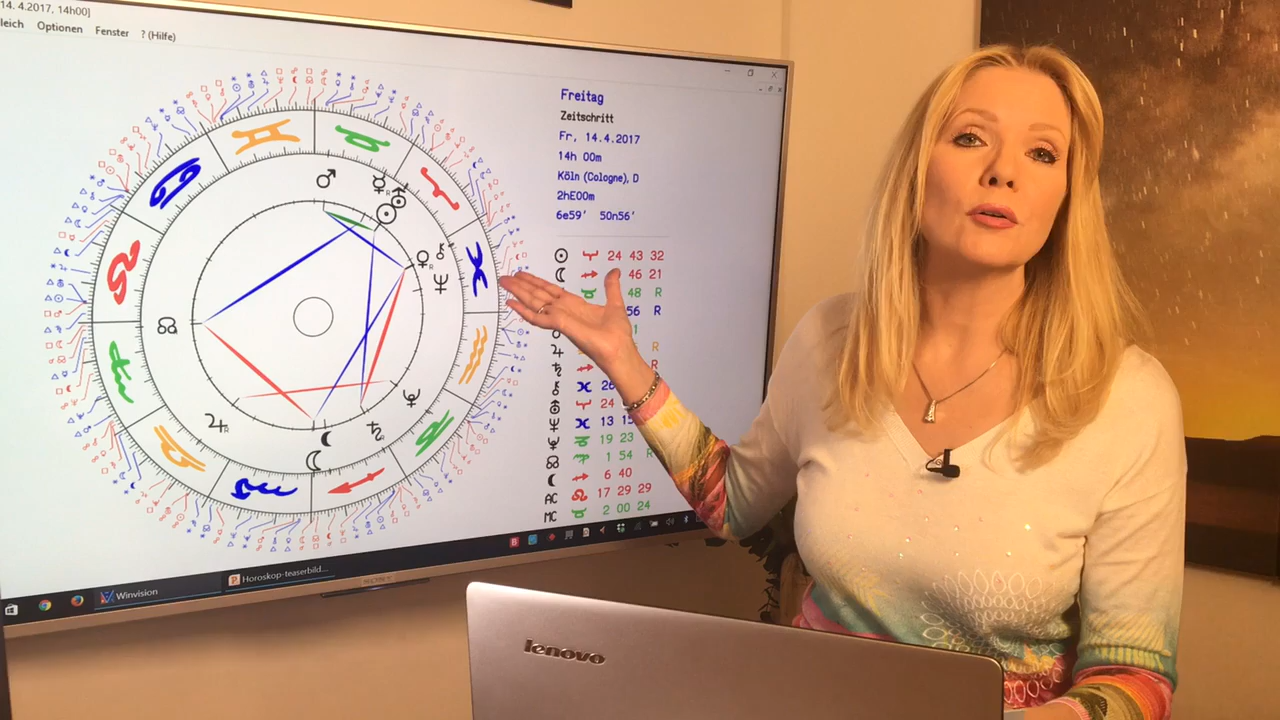 14.4.2017, 14h00]
leich Optionen Fenster ? (Hilfe)
Freitag
Zeitschritt
Fr, 14.4.2017
14h 00m
Köln (Cologne), D
2hE00m
6e59' 50n56'
☉ ♈ 24 43 32
☾ ♐ 46 21
48 R
56 R
R
♄ ♐ R
⚷ ♓ 26
♅ ♈ 24
♆ ♓ 13 15
♇ ♑ 19 23
☊ ♍ 1 54 R
⚸ ♐ 6 40
AC ♌ 17 29 29
MC ♉ 2 00 24
Winvision
Horoskop-teaserbild...
lenovo